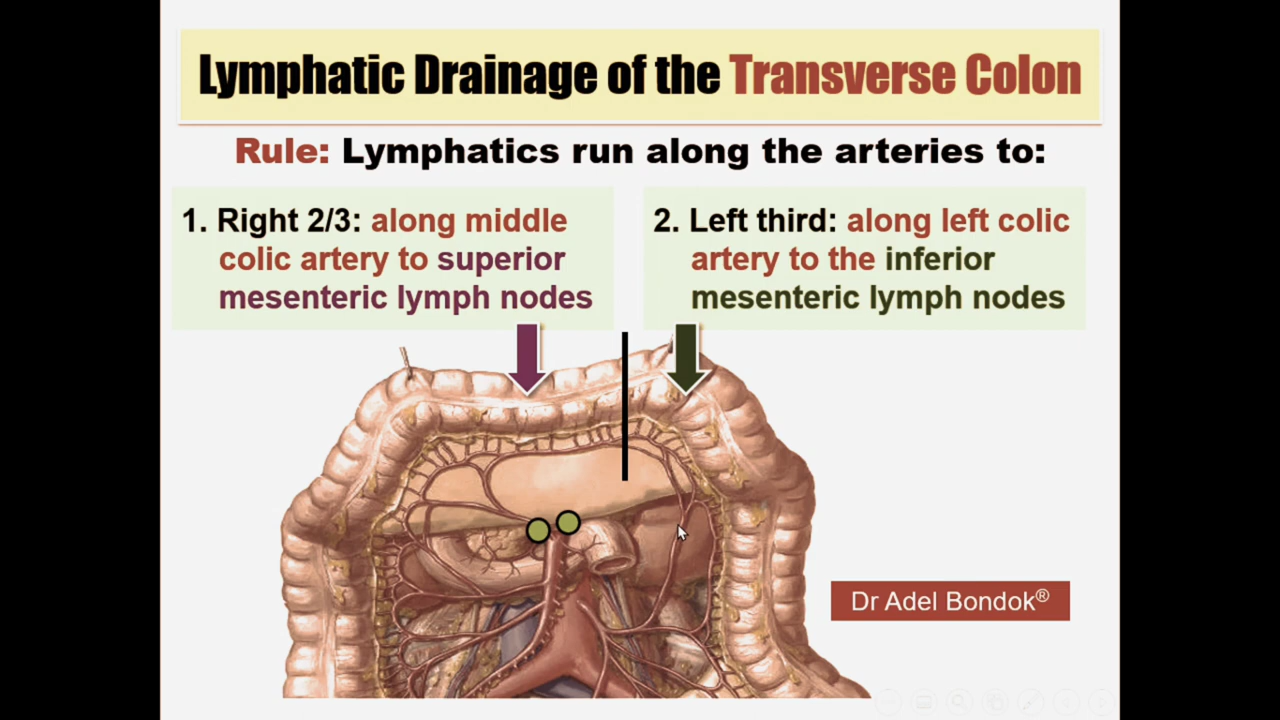 Lymphatic Drainage of the Transverse Colon
Rule: Lymphatics run along the arteries to:
1. Right 2/3: along middle
colic artery to superior
mesenteric lymph nodes
2. Left third: along left colic
artery to the inferior
mesenteric lymph nodes
Dr Adel Bondok®